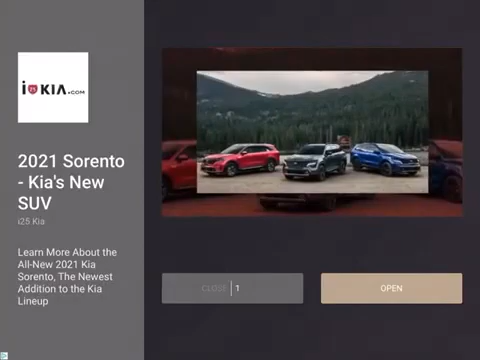 i25KIA.COM
2021 Sorento
- Kia's New
SUV
i25 Kia
Learn More About the
All-New 2021 Kia
Sorento, The Newest
Addition to the Kia
Lineup
CLOSE 1
OPEN